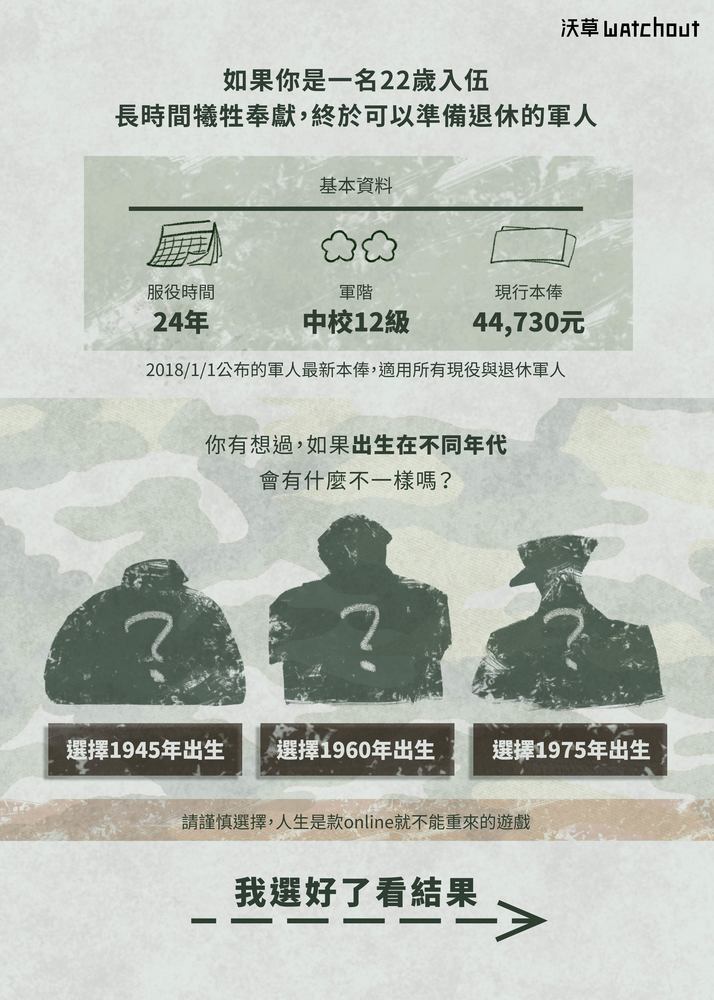 沃草 watchout
如果你是一名22歲入伍
長時間犧牲奉獻,終於可以準備退休的軍人
基本資料
服役時間
24年
軍階
中校12級
現行本俸
44,730元
2018/1/1公布的軍人最新本俸,適用所有現役與退休軍人
你有想過,如果出生在不同年代
會有什麼不一樣嗎?
?
?
?
選擇1945年出生
選擇1960年出生
選擇1975年出生
請謹慎選擇,人生是款online就不能重來的遊戲
我選好了看結果